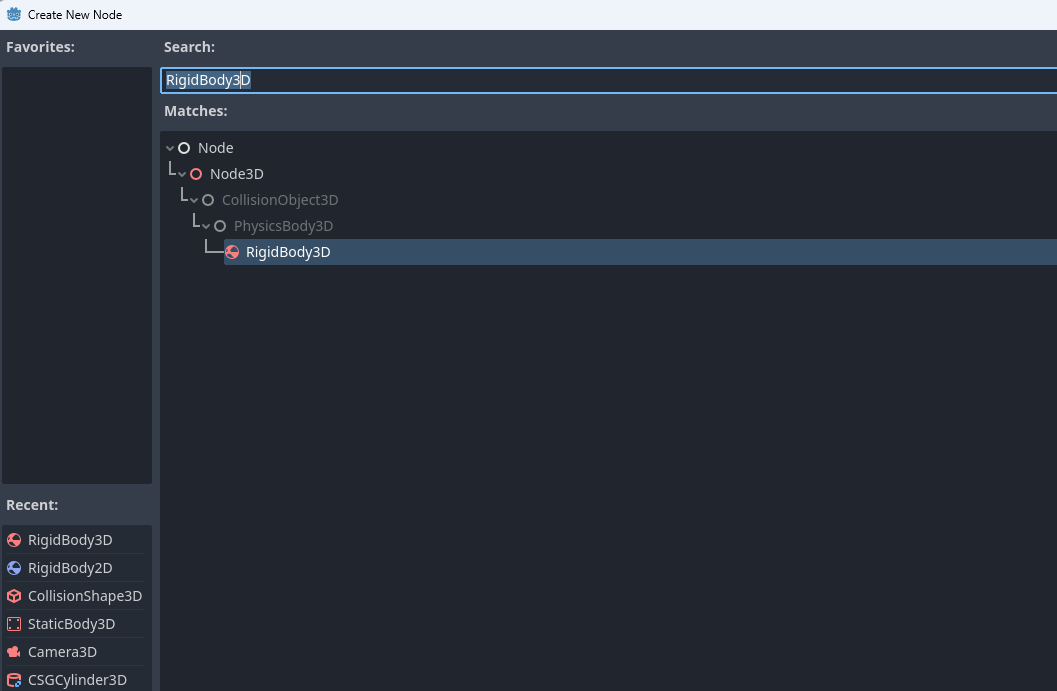 Create New Node
Favorites:
Search:
RigidBody3D
Matches:
Node
Node3D
CollisionObject3D
PhysicsBody3D
RigidBody3D
Recent:
RigidBody3D
RigidBody2D
CollisionShape3D
StaticBody3D
Camera3D
CSGCylinder3D